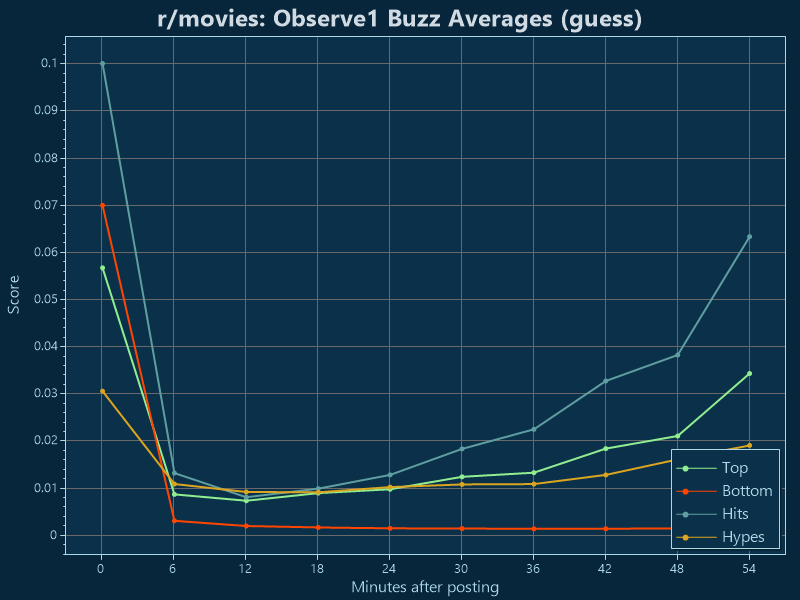 r/movies: Observe1 Buzz Averages (guess)
0.1
0.09
0.08
0.07
0.06
0.05
0.04
0.03
0.02
0.01
0
Score
Top
Bottom
Hits
Hypes
0 6 12 18 24 30 36 42 48 54
Minutes after posting